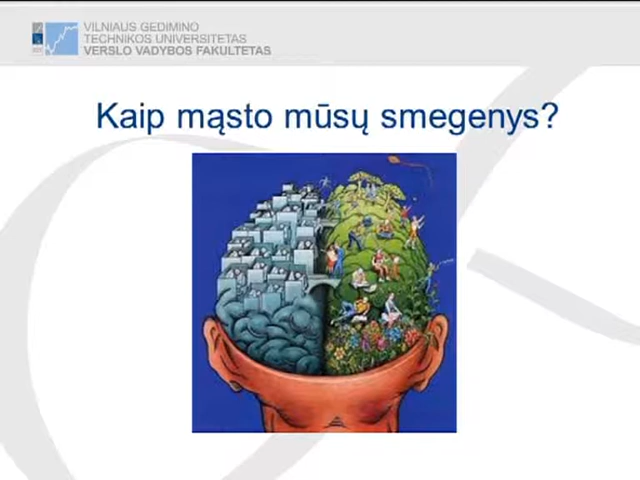 VILNIAUS GEDIMINO
TECHNIKOS UNIVERSITETAS
VERSLO VADYBOS FAKULTETAS
Kaip mąsto mūsų smegenys?